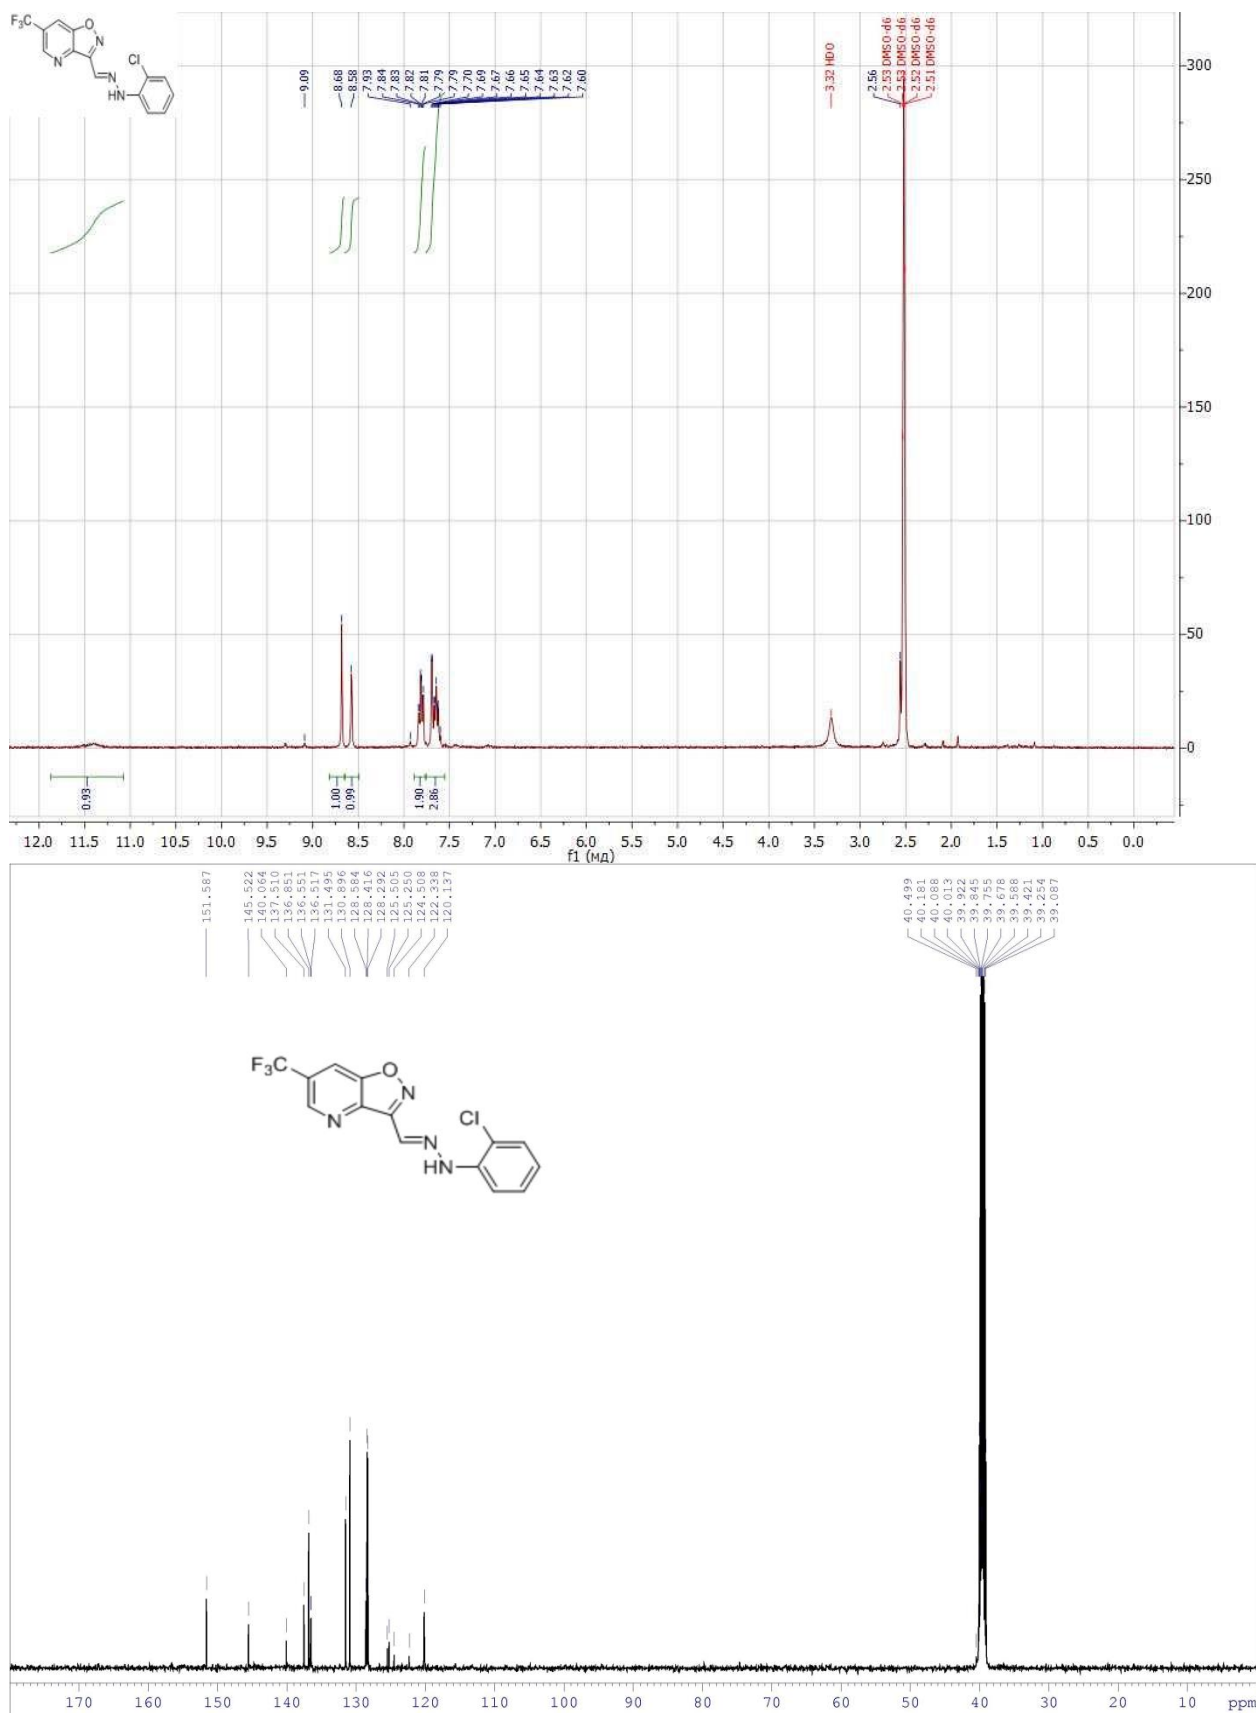 F₃C
O
N
N
Cl
N
HN
9.09
8.68
8.58
7.93
7.84
7.83
7.82
7.81
7.79
7.79
7.70
7.69
7.67
7.66
7.65
7.64
7.63
7.62
7.60
3.32 HDO
2.56
2.53 DMSO-d6
2.53 DMSO-d6
2.52 DMSO-d6
2.51 DMSO-d6
300
250
200
150
100
50
0
0.93
1.00
0.99
1.90
2.86
12.0 11.5 11.0 10.5 10.0 9.5 9.0 8.5 8.0 7.5 7.0 6.5 6.0 5.5 5.0 4.5 4.0 3.5 3.0 2.5 2.0 1.5 1.0 0.5 0.0
f1 (мд)
151.587
145.522
140.064
137.510
136.851
136.551
136.517
131.495
130.896
128.584
128.416
128.292
125.505
125.250
124.508
122.338
120.137
40.499
40.181
40.088
40.013
39.922
39.845
39.755
39.678
39.588
39.421
39.254
39.087
F₃C
O
N
N
Cl
N
HN
170 160 150 140 130 120 110 100 90 80 70 60 50 40 30 20 10 ppm